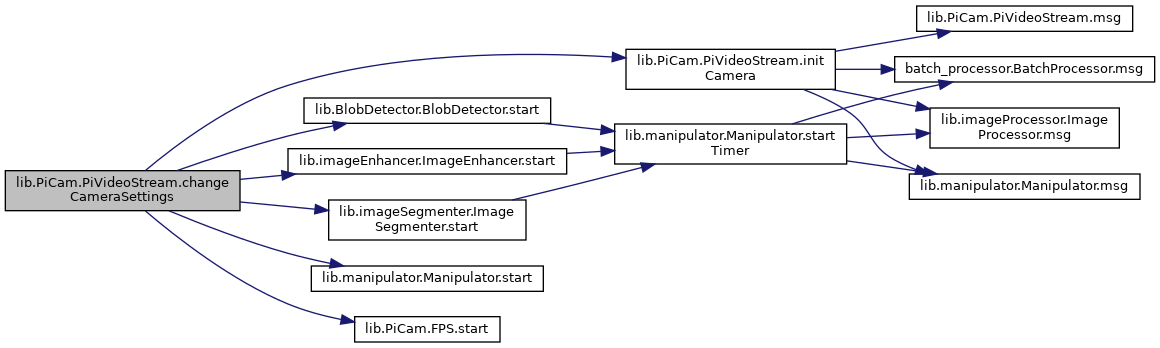 lib.PiCam.PiVideoStream.change
CameraSettings
lib.PiCam.PiVideoStream.init
Camera
lib.BlobDetector.BlobDetector.start
lib.imageEnhancer.ImageEnhancer.start
lib.imageSegmenter.Image
Segmenter.start
lib.manipulator.Manipulator.start
lib.PiCam.FPS.start
lib.manipulator.Manipulator.start
Timer
lib.PiCam.PiVideoStream.msg
batch_processor.BatchProcessor.msg
lib.imageProcessor.Image
Processor.msg
lib.manipulator.Manipulator.msg